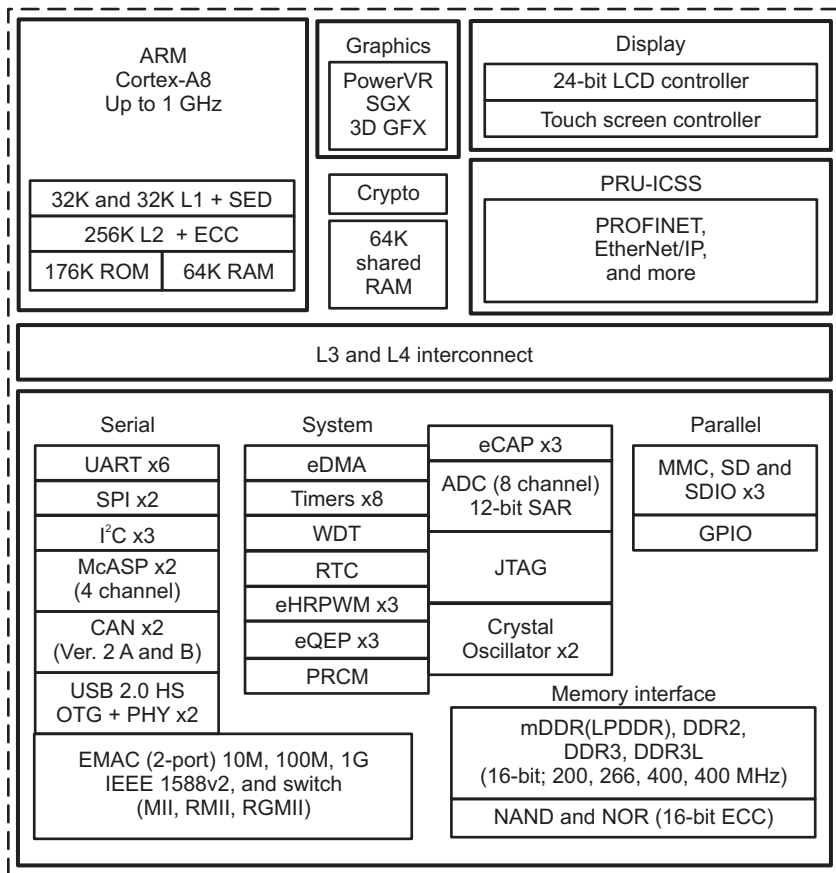 ARM
Cortex-A8
Up to 1 GHz
32K and 32K L1 + SED
256K L2 + ECC
176K ROM
64K RAM
Graphics
PowerVR
SGX
3D GFX
Crypto
64K
shared
RAM
Display
24-bit LCD controller
Touch screen controller
PRU-ICSS
PROFINET,
EtherNet/IP,
and more
L3 and L4 interconnect
Serial
UART x6
SPI x2
I²C x3
McASP x2
(4 channel)
CAN x2
(Ver. 2 A and B)
USB 2.0 HS
OTG + PHY x2
EMAC (2-port) 10M, 100M, 1G
IEEE 1588v2, and switch
(MII, RMII, RGMII)
System
eDMA
Timers x8
WDT
RTC
eHRPWM x3
eQEP x3
PRCM
eCAP x3
ADC (8 channel)
12-bit SAR
JTAG
Crystal
Oscillator x2
Parallel
MMC, SD and
SDIO x3
GPIO
Memory interface
mDDR(LPDDR), DDR2,
DDR3, DDR3L
(16-bit; 200, 266, 400, 400 MHz)
NAND and NOR (16-bit ECC)